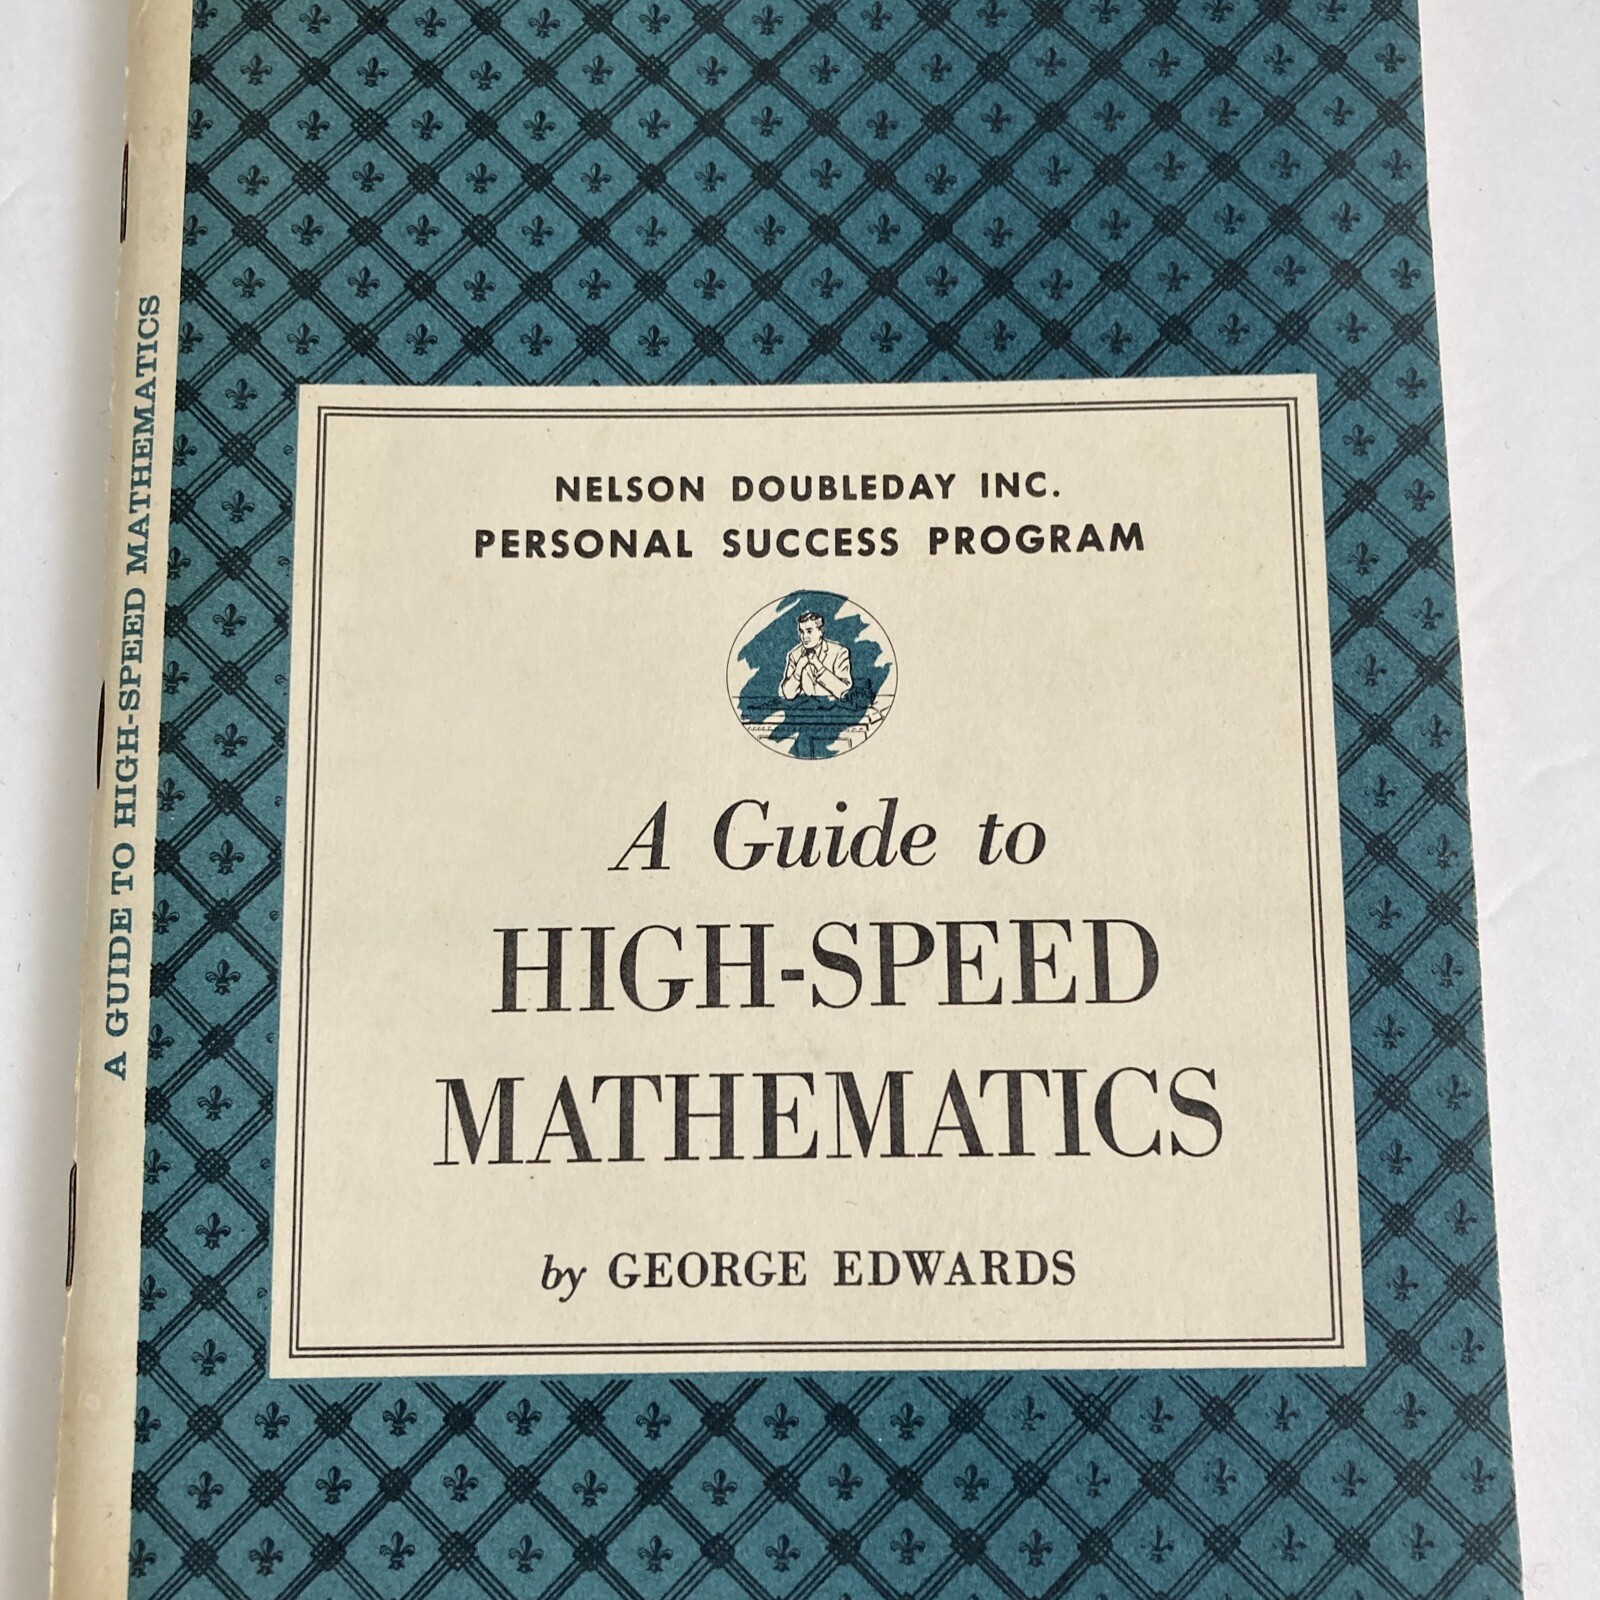 A GUIDE TO HIGH-SPEED MATHEMATICS
NELSON DOUBLEDAY INC.
PERSONAL SUCCESS PROGRAM
A Guide to
HIGH-SPEED
MATHEMATICS
by GEORGE EDWARDS